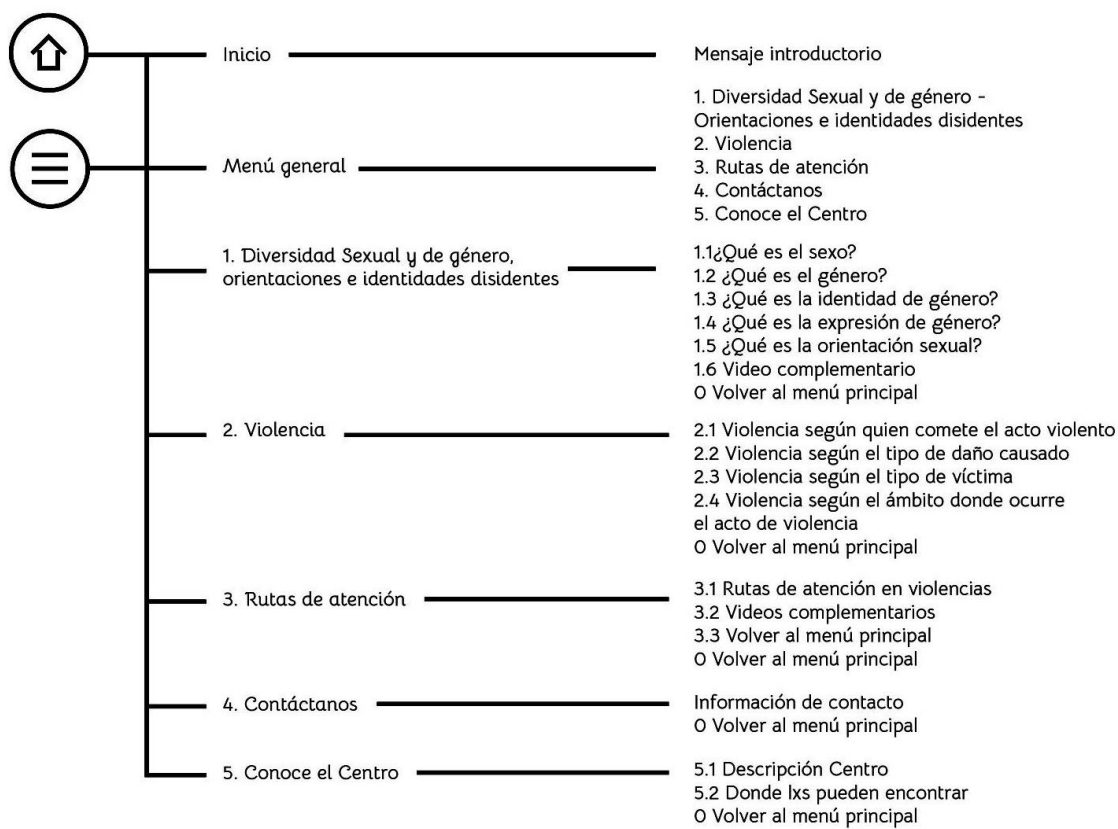 Inicio
Mensaje introductorio
Menú general
1. Diversidad Sexual y de género -
Orientaciones e identidades disidentes
2. Violencia
3. Rutas de atención
4. Contáctanos
5. Conoce el Centro
1. Diversidad Sexual y de género,
orientaciones e identidades disidentes
1.1¿Qué es el sexo?
1.2 ¿Qué es el género?
1.3 ¿Qué es la identidad de género?
1.4 ¿Qué es la expresión de género?
1.5 ¿Qué es la orientación sexual?
1.6 Video complementario
0 Volver al menú principal
2. Violencia
2.1 Violencia según quien comete el acto violento
2.2 Violencia según el tipo de daño causado
2.3 Violencia según el tipo de víctima
2.4 Violencia según el ámbito donde ocurre
el acto de violencia
0 Volver al menú principal
3. Rutas de atención
3.1 Rutas de atención en violencias
3.2 Videos complementarios
3.3 Volver al menú principal
0 Volver al menú principal
4. Contáctanos
Información de contacto
0 Volver al menú principal
5. Conoce el Centro
5.1 Descripción Centro
5.2 Donde lxs pueden encontrar
0 Volver al menú principal